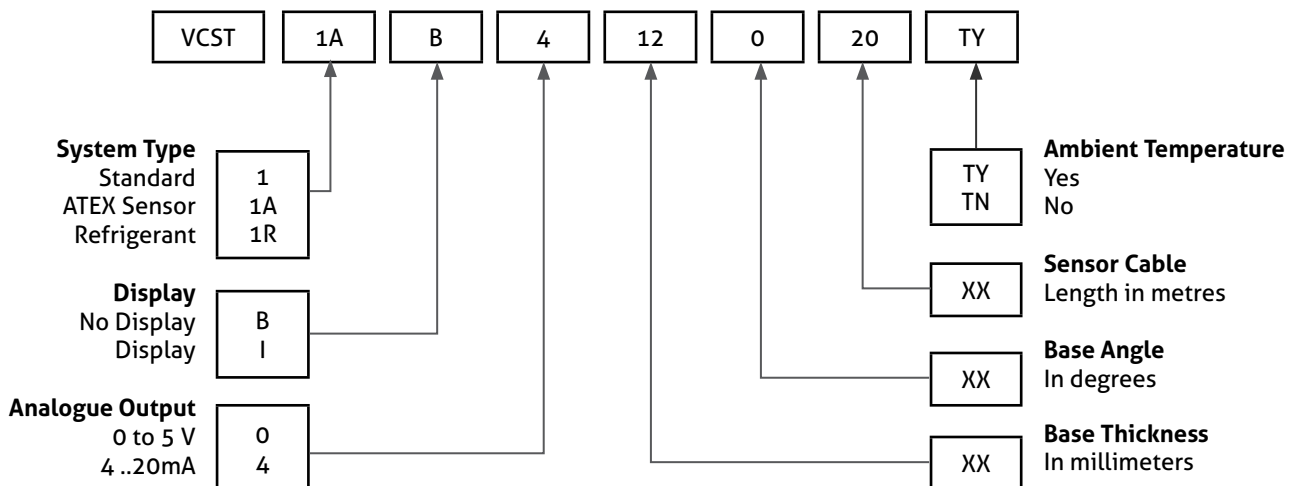 VCST 1A B 4 12 0 20 TY
System Type
Standard 1
ATEX Sensor 1A
Refrigerant 1R
Display
No Display B
Display I
Analogue Output
0 to 5 V 0
4 ..20mA 4
Ambient Temperature
TY Yes
TN No
Sensor Cable
XX Length in metres
Base Angle
XX In degrees
Base Thickness
XX In millimeters